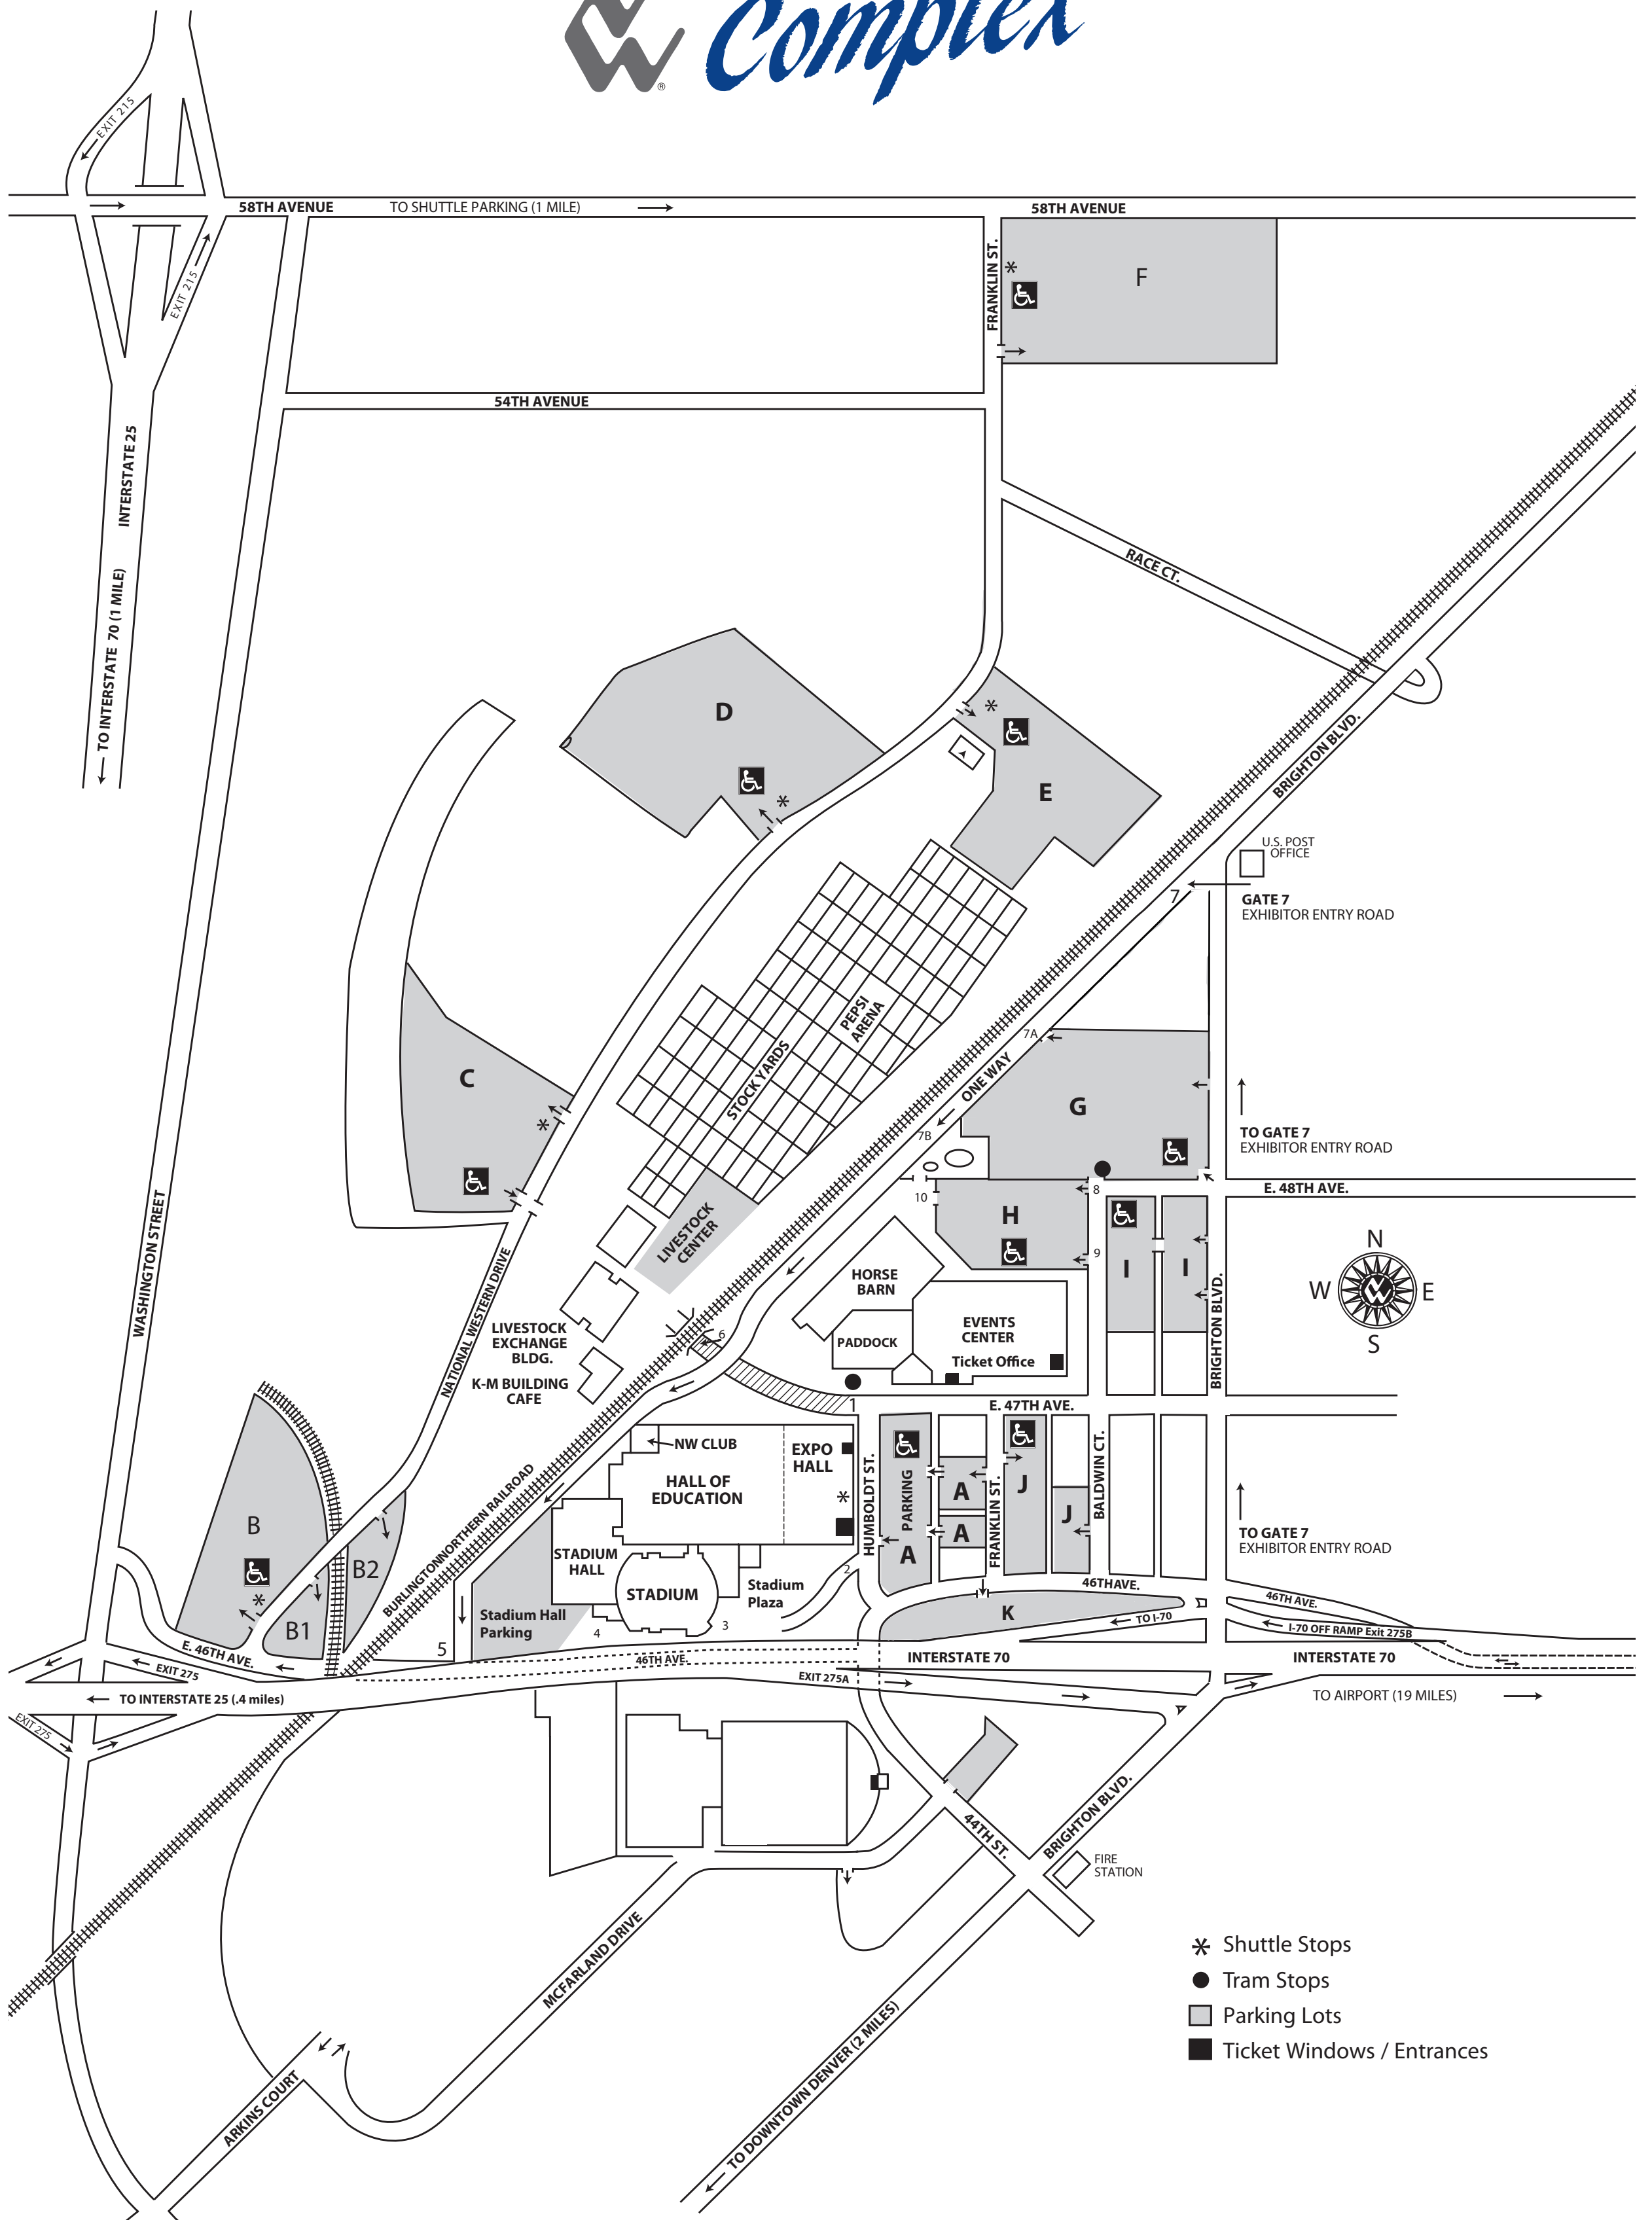 Complex
®
EXIT 215
58TH AVENUE
TO SHUTTLE PARKING (1 MILE)
58TH AVENUE
EXIT 215
FRANKLIN ST.
F
54TH AVENUE
INTERSTATE 25
TO INTERSTATE 70 (1 MILE)
RACE CT.
D
E
BRIGHTON BLVD.
U.S. POST
OFFICE
7
GATE 7
EXHIBITOR ENTRY ROAD
PEPSI
ARENA
STOCK YARDS
7A
ONE WAY
C
G
7B
TO GATE 7
EXHIBITOR ENTRY ROAD
E. 48TH AVE.
8
10
H
LIVESTOCK
CENTER
9
I
I
N
W
E
S
WASHINGTON STREET
NATIONAL WESTERN DRIVE
HORSE
BARN
EVENTS
CENTER
PADDOCK
Ticket Office
BRIGHTON BLVD.
6
LIVESTOCK
EXCHANGE
BLDG.
K-M BUILDING
CAFE
1
E. 47TH AVE.
NW CLUB
EXPO
HALL
HALL OF
EDUCATION
HUMBOLDT ST.
PARKING
A
A
A
FRANKLIN ST.
J
J
BALDWIN CT.
BURLINGTONNORTHERN RAILROAD
B
B2
B1
STADIUM
HALL
STADIUM
Stadium
Plaza
2
Stadium Hall
Parking
3
4
5
TO GATE 7
EXHIBITOR ENTRY ROAD
46TH AVE.
K
TO I-70
46TH AVE.
I-70 OFF RAMP Exit 275B
E. 46TH AVE.
EXIT 275
46TH AVE.
INTERSTATE 70
INTERSTATE 70
EXIT 275A
TO INTERSTATE 25 (.4 miles)
TO AIRPORT (19 MILES)
EXIT 275
44TH ST.
BRIGHTON BLVD.
FIRE
STATION
MCFARLAND DRIVE
ARKINS COURT
TO DOWNTOWN DENVER (2 MILES)
Shuttle Stops
Tram Stops
Parking Lots
Ticket Windows / Entrances